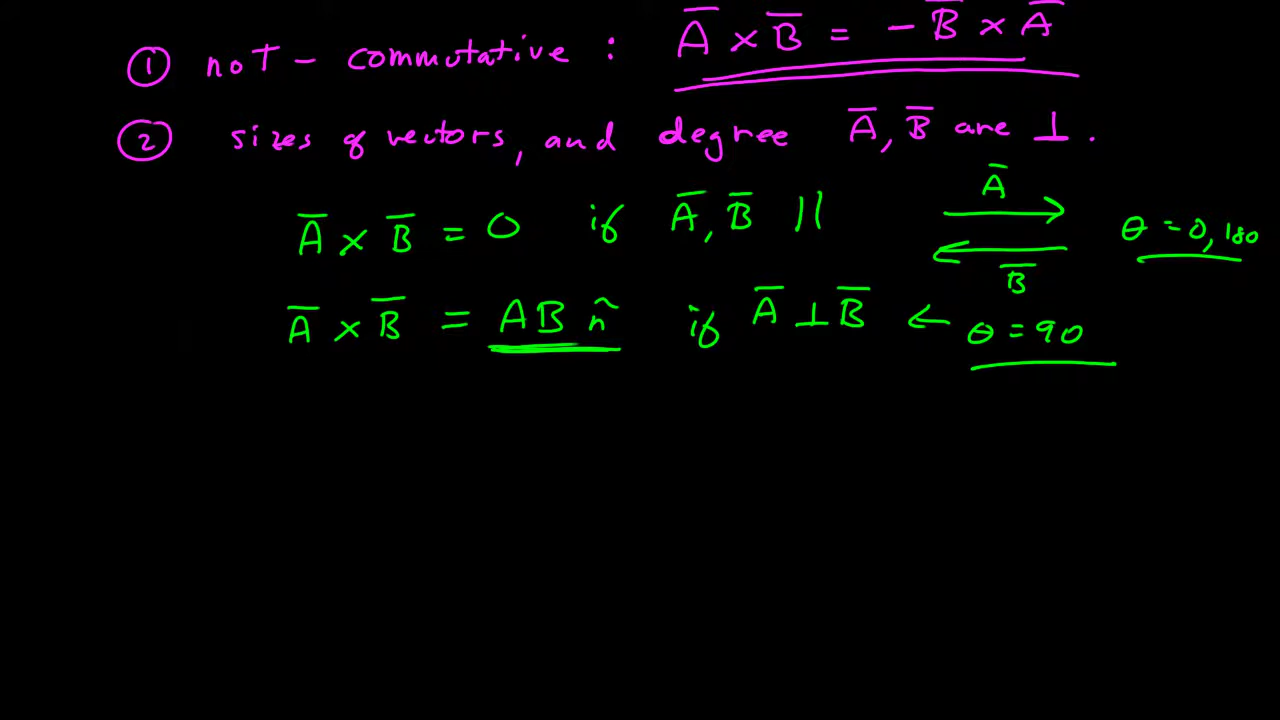 ① not - commutative : A̅ × B̅ = - B̅ × A̅
② sizes of vectors, and degree A̅, B̅ are ⊥.
A̅ × B̅ = 0 if A̅, B̅ || A̅ B̅ θ = 0, 180
A̅ × B̅ = AB n̂ if A̅ ⊥ B̅ ← θ = 90